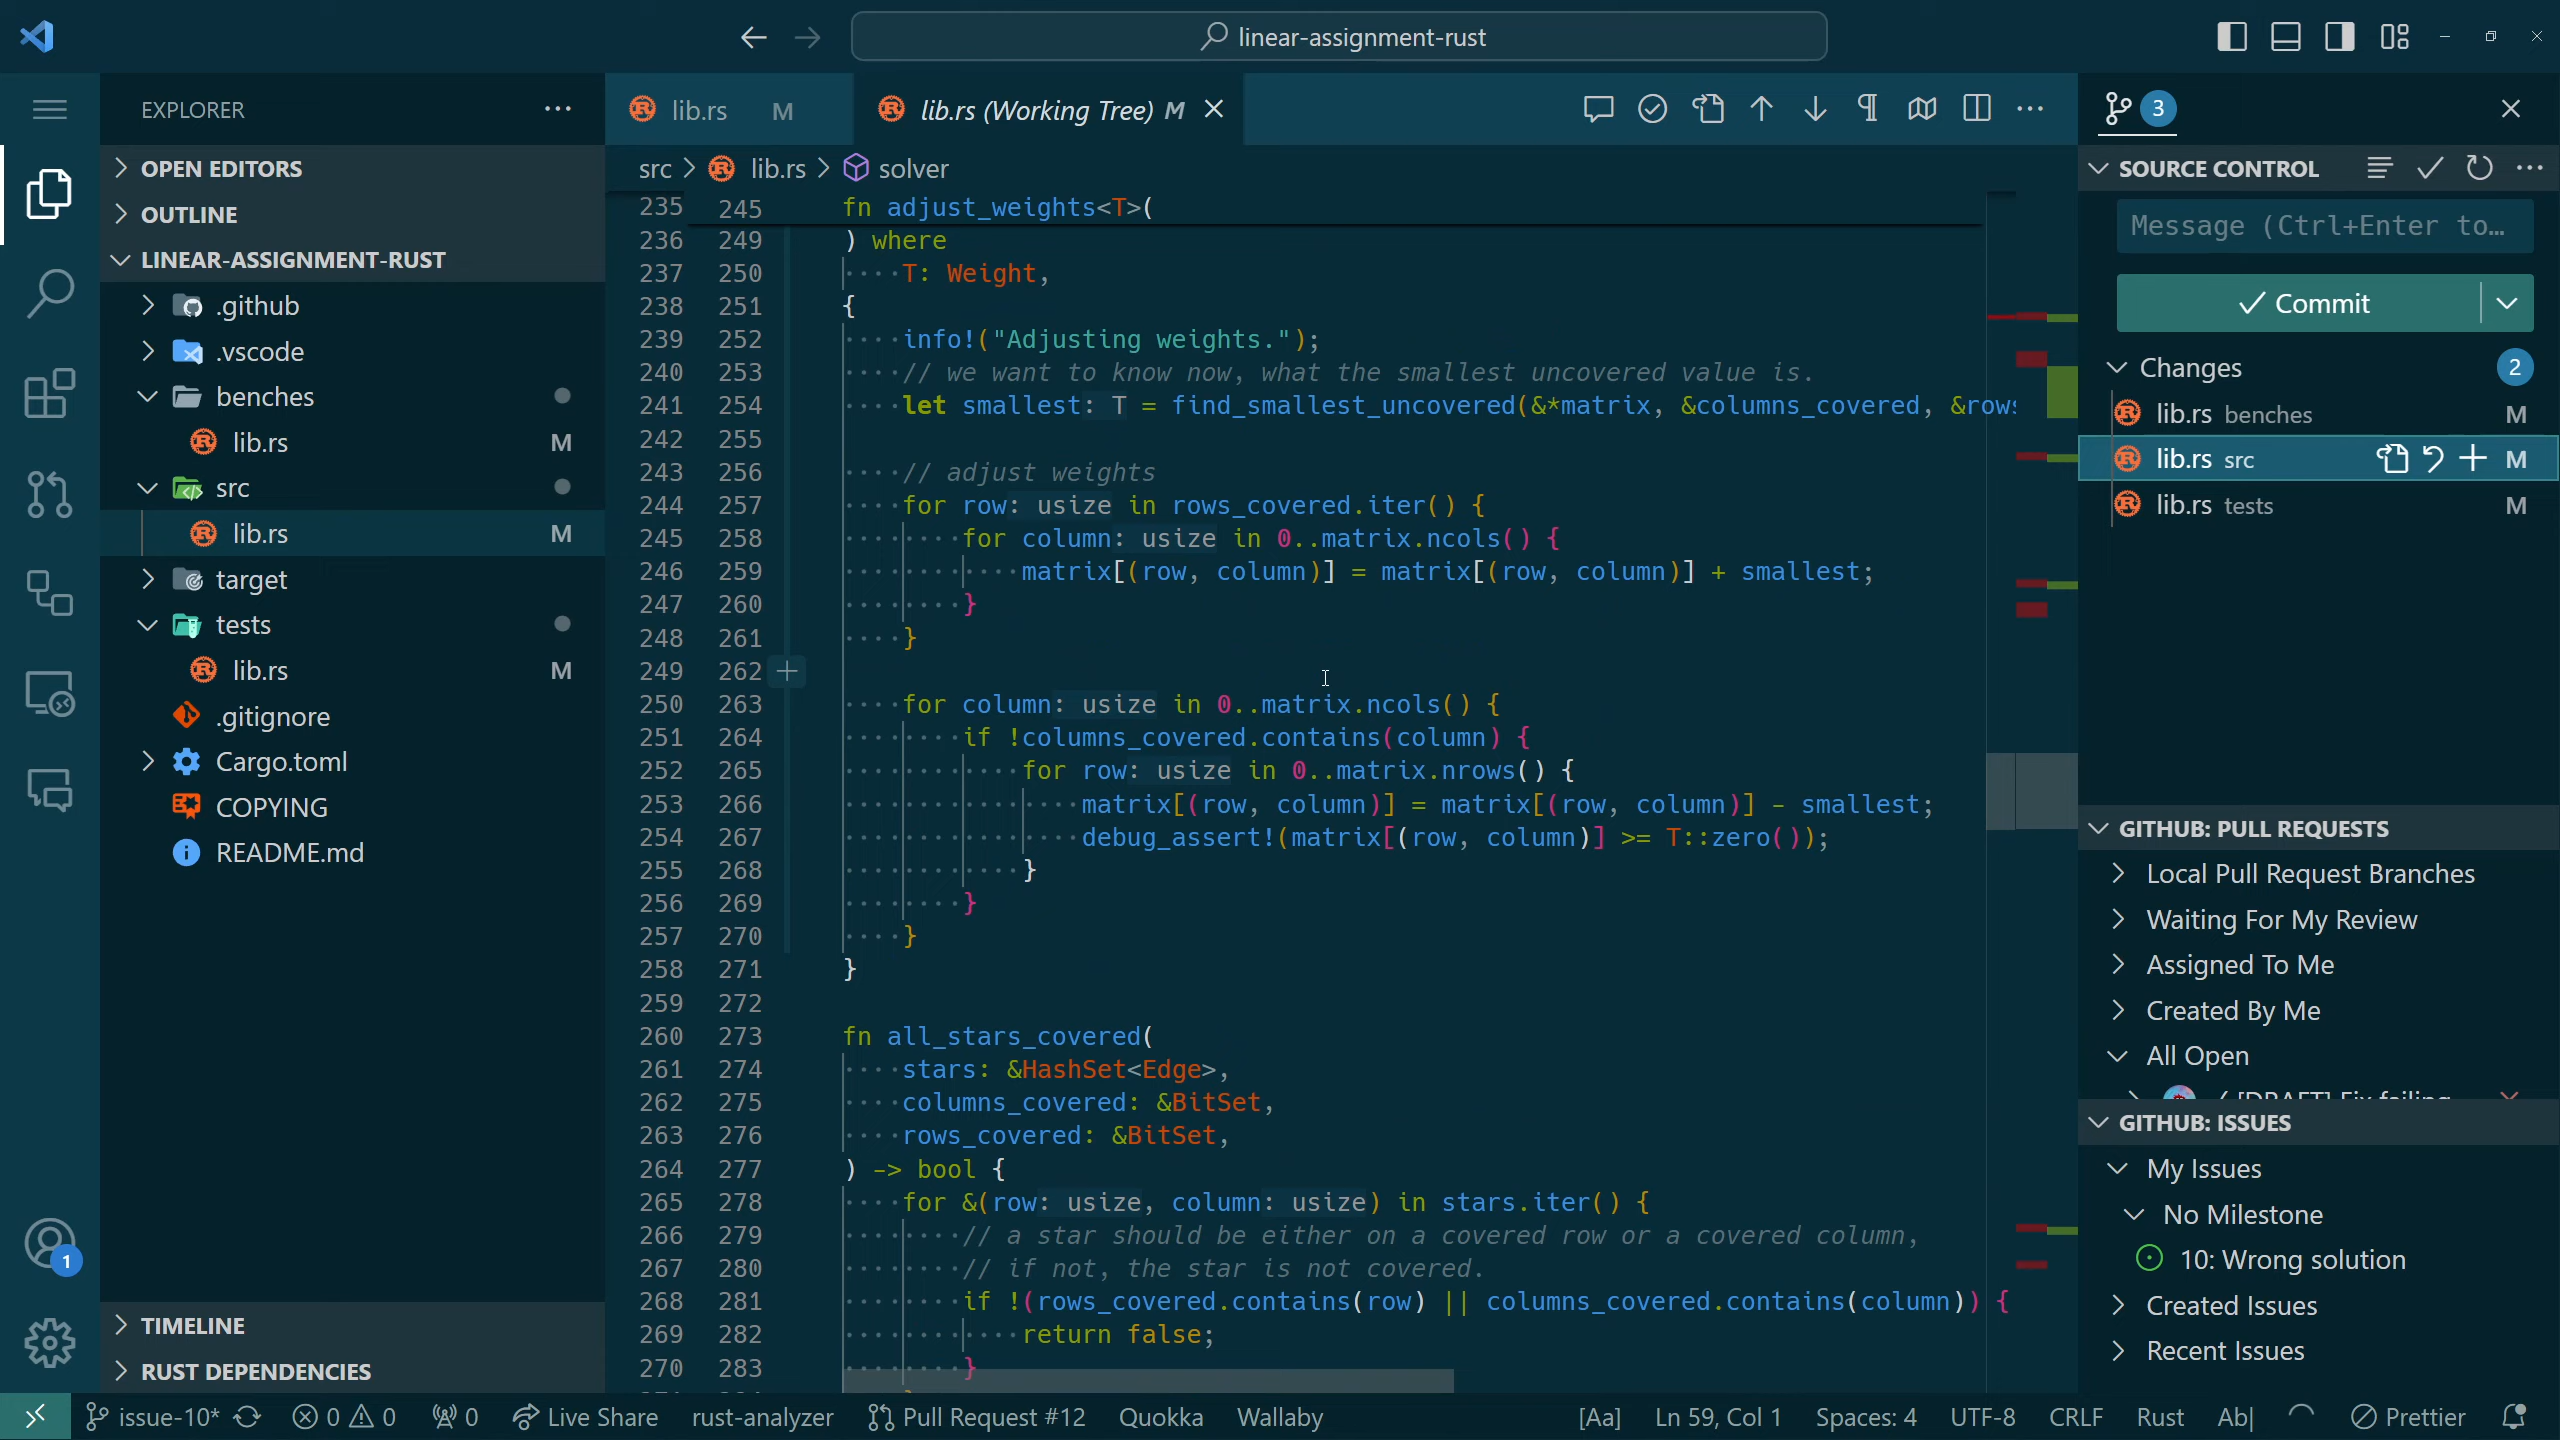 linear-assignment-rust
EXPLORER
OPEN EDITORS
OUTLINE
LINEAR-ASSIGNMENT-RUST
.github
.vscode
benches
lib.rs M
src
lib.rs M
target
tests
lib.rs M
.gitignore
Cargo.toml
COPYING
README.md
TIMELINE
RUST DEPENDENCIES
lib.rs M
lib.rs (Working Tree) M
src > lib.rs > solver
235 245 fn adjust_weights<T>(
236 249 ) where
237 250 ····T: Weight,
238 251 {
239 252 ····info!("Adjusting weights.");
240 253 ····// we want to know now, what the smallest uncovered value is.
241 254 ····let smallest: T = find_smallest_uncovered(&*matrix, &columns_covered, &rows
242 255
243 256 ····// adjust weights
244 257 ····for row: usize in rows_covered.iter() {
245 258 ········for column: usize in 0..matrix.ncols() {
246 259 ············matrix[(row, column)] = matrix[(row, column)] + smallest;
247 260 ········}
248 261 ····}
249 262
250 263 ····for column: usize in 0..matrix.ncols() {
251 264 ········if !columns_covered.contains(column) {
252 265 ············for row: usize in 0..matrix.nrows() {
253 266 ················matrix[(row, column)] = matrix[(row, column)] - smallest;
254 267 ················debug_assert!(matrix[(row, column)] >= T::zero());
255 268 ············}
256 269 ········}
257 270 ····}
258 271 }
259 272
260 273 fn all_stars_covered(
261 274 ····stars: &HashSet<Edge>,
262 275 ····columns_covered: &BitSet,
263 276 ····rows_covered: &BitSet,
264 277 ) -> bool {
265 278 ····for &(row: usize, column: usize) in stars.iter() {
266 279 ········// a star should be either on a covered row or a covered column,
267 280 ········// if not, the star is not covered.
268 281 ········if !(rows_covered.contains(row) || columns_covered.contains(column)) {
269 282 ············return false;
270 283 ········}
3
SOURCE CONTROL
Message (Ctrl+Enter to…
Commit
Changes 2
lib.rs benches M
lib.rs src M
lib.rs tests M
GITHUB: PULL REQUESTS
Local Pull Request Branches
Waiting For My Review
Assigned To Me
Created By Me
All Open
GITHUB: ISSUES
My Issues
No Milestone
10: Wrong solution
Created Issues
Recent Issues
1
issue-10* 0 0 0 Live Share rust-analyzer Pull Request #12 Quokka Wallaby [Aa] Ln 59, Col 1 Spaces: 4 UTF-8 CRLF Rust Ab| Prettier